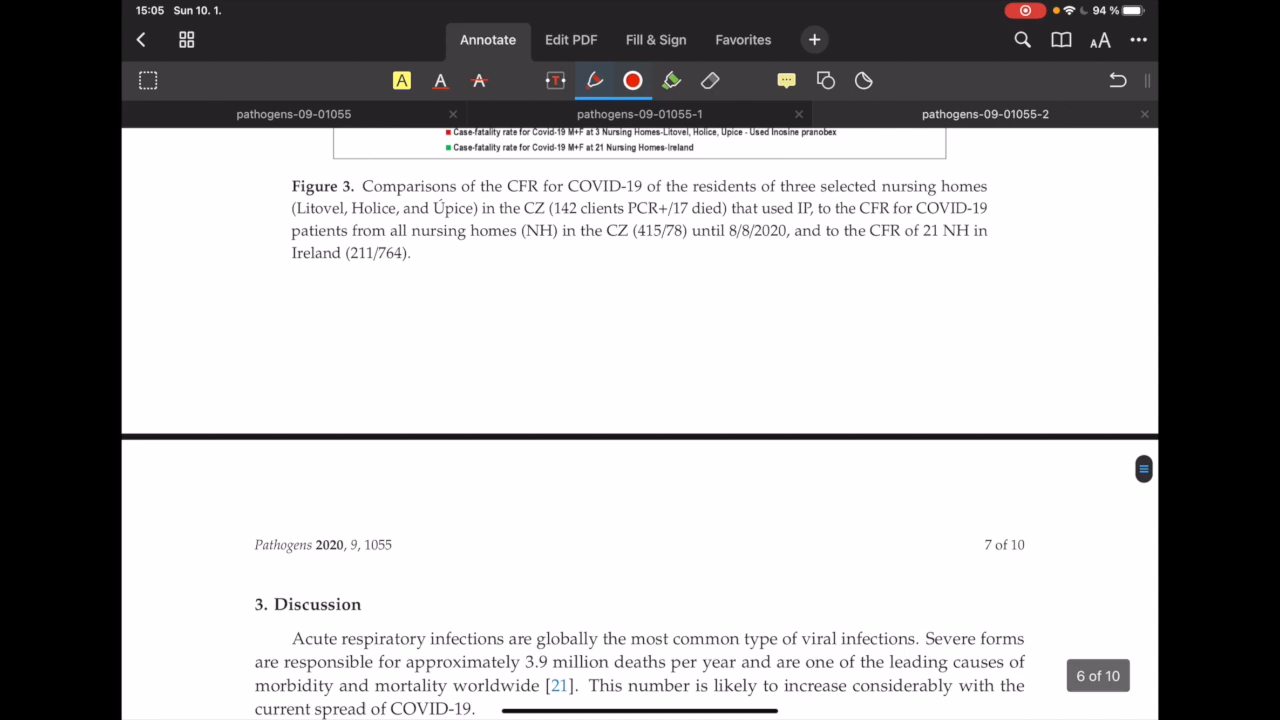 15:05 Sun 10. 1. 94 %
Annotate Edit PDF Fill & Sign Favorites +
AA
A A A T
pathogens-09-01055 pathogens-09-01055-1 pathogens-09-01055-2
Case-fatality rate for Covid-19 M+F at 3 Nursing Homes-Litovel, Holice, Upice - Used Inosine pranobex
Case-fatality rate for Covid-19 M+F at 21 Nursing Homes-Ireland
Figure 3. Comparisons of the CFR for COVID-19 of the residents of three selected nursing homes
(Litovel, Holice, and Úpice) in the CZ (142 clients PCR+/17 died) that used IP, to the CFR for COVID-19
patients from all nursing homes (NH) in the CZ (415/78) until 8/8/2020, and to the CFR of 21 NH in
Ireland (211/764).
Pathogens 2020, 9, 1055 7 of 10
3. Discussion
Acute respiratory infections are globally the most common type of viral infections. Severe forms
are responsible for approximately 3.9 million deaths per year and are one of the leading causes of
morbidity and mortality worldwide [21]. This number is likely to increase considerably with the
current spread of COVID-19.
6 of 10